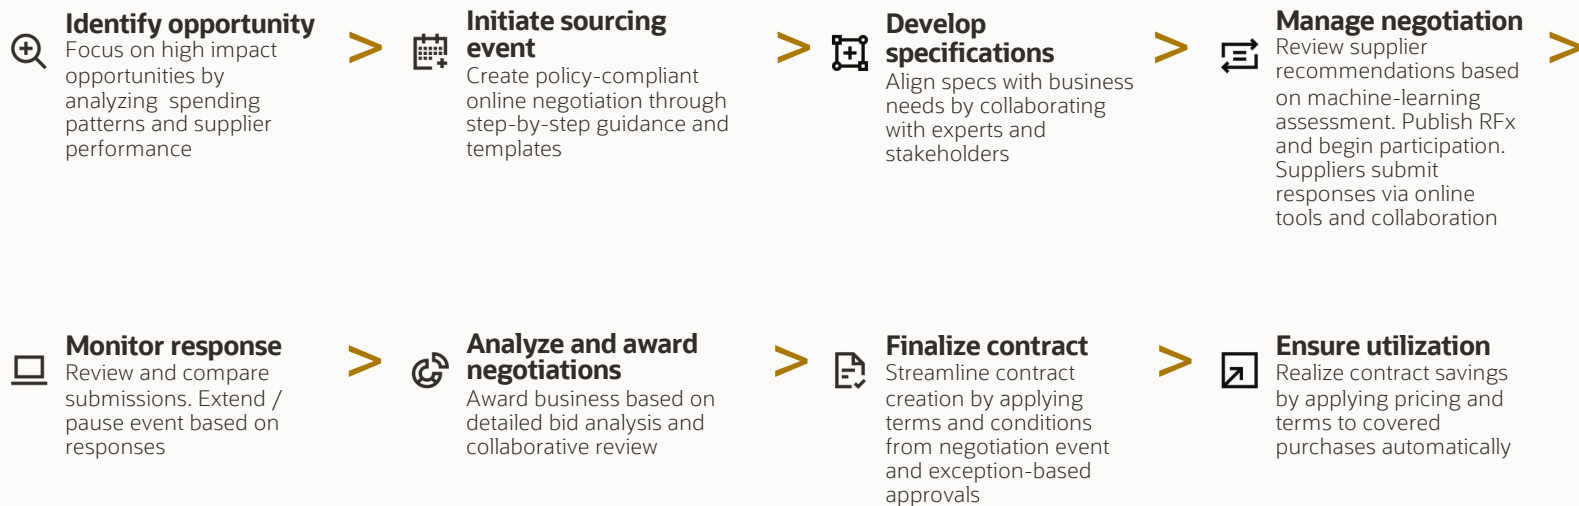 Identify opportunity
Focus on high impact
opportunities by
analyzing  spending
patterns and supplier
performance
>
Initiate sourcing
event
Create policy-compliant
online negotiation through
step-by-step guidance and
templates
>
Develop
specifications
Align specs with business
needs by collaborating
with experts and
stakeholders
>
Manage negotiation
Review supplier
recommendations based
on machine-learning
assessment. Publish RFx
and begin participation.
Suppliers submit
responses via online
tools and collaboration
>
Monitor response
Review and compare
submissions. Extend /
pause event based on
responses
>
Analyze and award
negotiations
Award business based on
detailed bid analysis and
collaborative review
>
Finalize contract
Streamline contract
creation by applying
terms and conditions
from negotiation event
and exception-based
approvals
>
Ensure utilization
Realize contract savings
by applying pricing and
terms to covered
purchases automatically